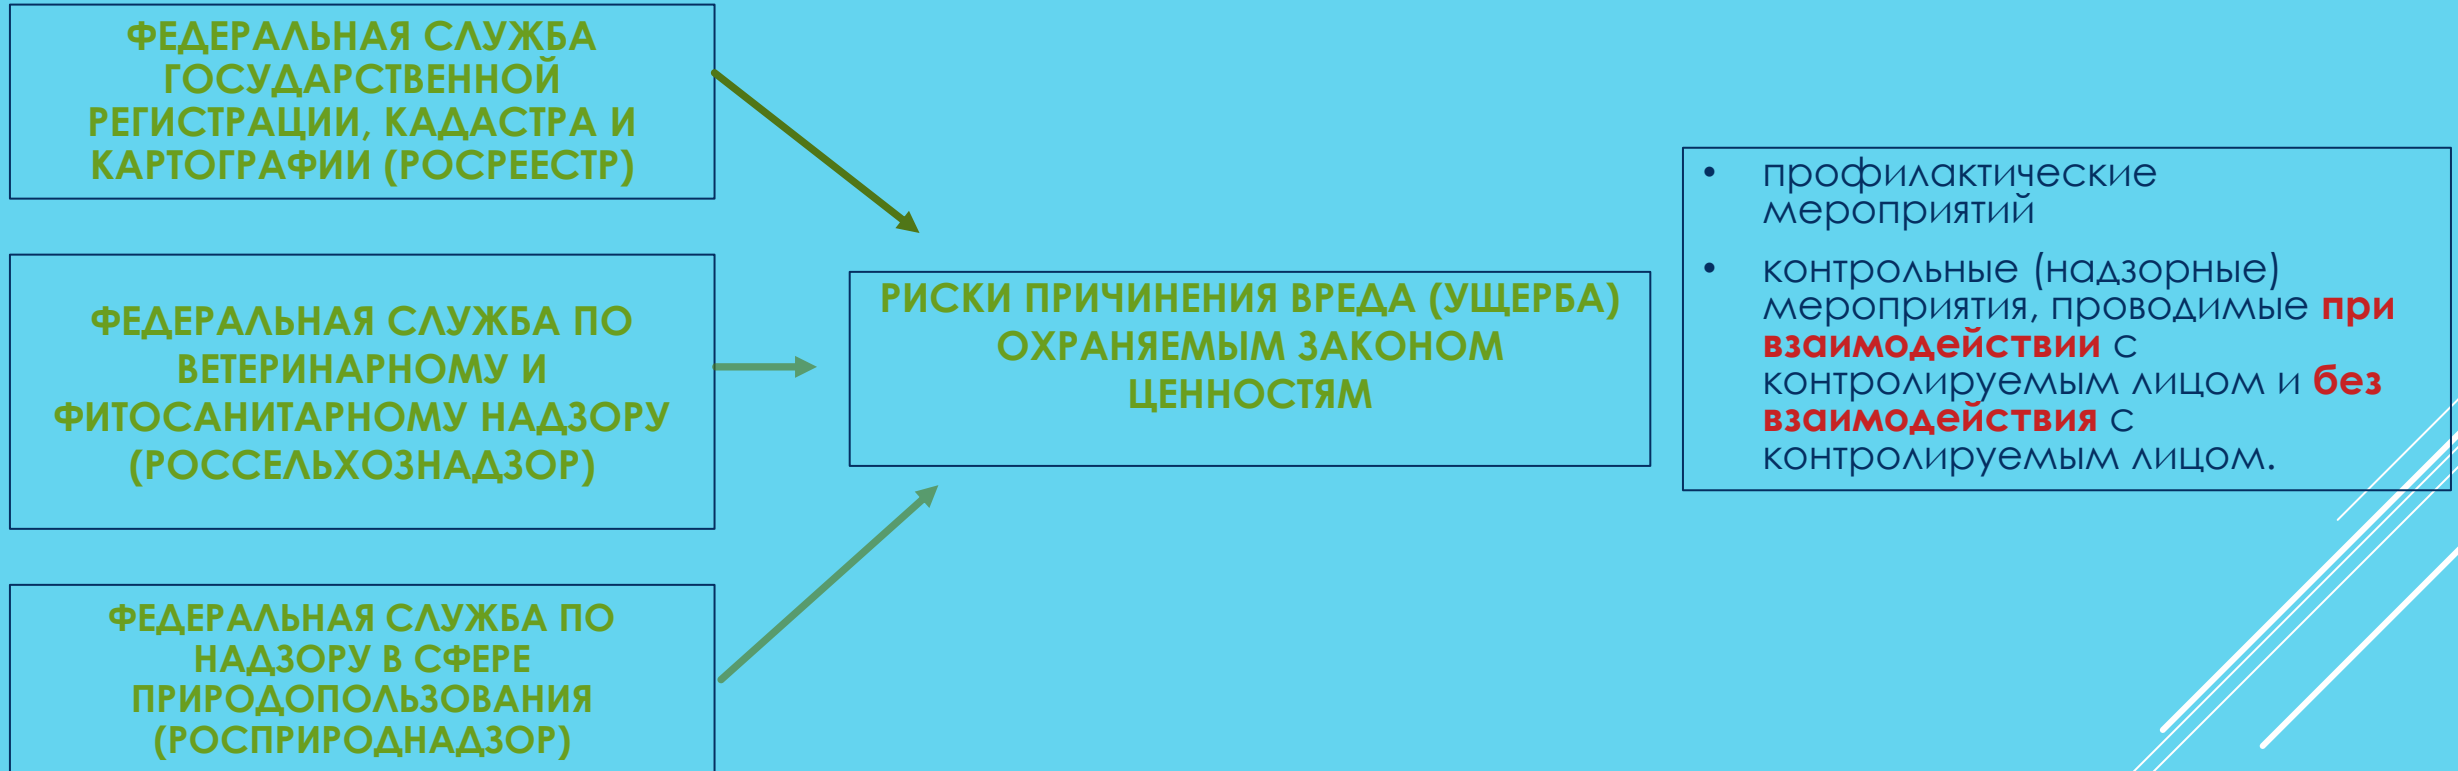 ФЕДЕРАЛЬНАЯ СЛУЖБА
ГОСУДАРСТВЕННОЙ
РЕГИСТРАЦИИ, КАДАСТРА И
КАРТОГРАФИИ (РОСРЕЕСТР)
ФЕДЕРАЛЬНАЯ СЛУЖБА ПО
ВЕТЕРИНАРНОМУ И
ФИТОСАНИТАРНОМУ НАДЗОРУ
(РОССЕЛЬХОЗНАДЗОР)
ФЕДЕРАЛЬНАЯ СЛУЖБА ПО
НАДЗОРУ В СФЕРЕ
ПРИРОДОПОЛЬЗОВАНИЯ
(РОСПРИРОДНАДЗОР)
РИСКИ ПРИЧИНЕНИЯ ВРЕДА (УЩЕРБА)
ОХРАНЯЕМЫМ ЗАКОНОМ
ЦЕННОСТЯМ
• профилактические
мероприятий
• контрольные (надзорные)
мероприятия, проводимые при
взаимодействии с
контролируемым лицом и без
взаимодействия с
контролируемым лицом.